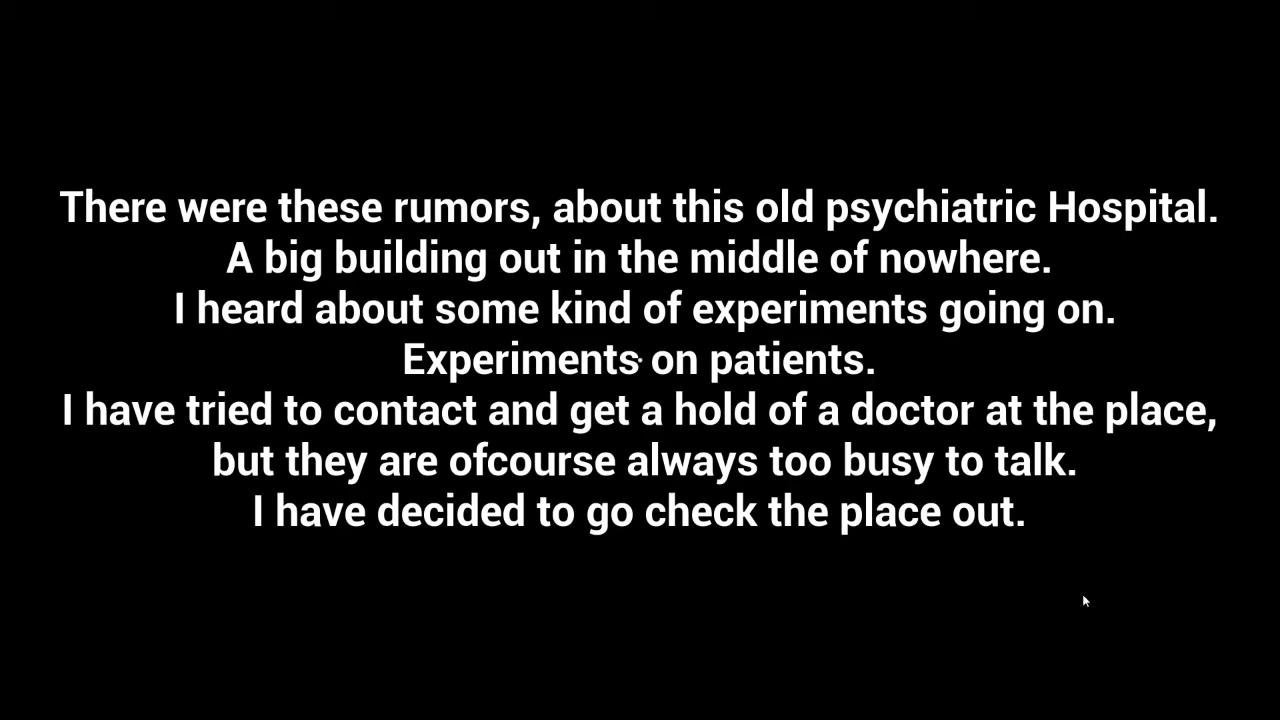 There were these rumors, about this old psychiatric Hospital.
A big building out in the middle of nowhere.
I heard about some kind of experiments going on.
Experiments on patients.
I have tried to contact and get a hold of a doctor at the place,
but they are ofcourse always too busy to talk.
I have decided to go check the place out.